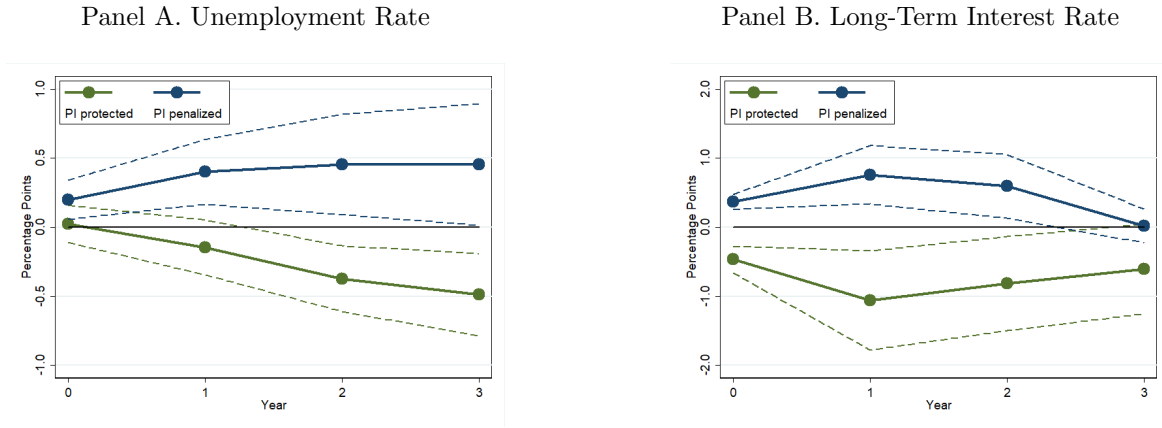 Panel A. Unemployment Rate
1.0
0.5
0.0
-0.5
-1.0
Percentage Points
PI protected PI penalized
0 1 2 3
Year
Panel B. Long-Term Interest Rate
2.0
1.0
0.0
-1.0
-2.0
Percentage Points
PI protected PI penalized
0 1 2 3
Year